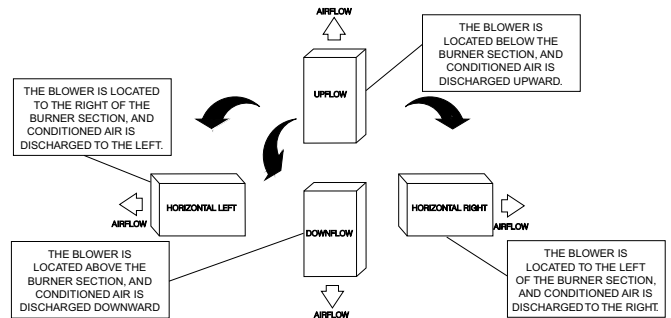 AIRFLOW
THE BLOWER IS
LOCATED BELOW THE
BURNER SECTION, AND
CONDITIONED AIR IS
DISCHARGED UPWARD.
UPFLOW
THE BLOWER IS LOCATED
TO THE RIGHT OF THE
BURNER SECTION, AND
CONDITIONED AIR IS
DISCHARGED TO THE LEFT.
HORIZONTAL LEFT
AIRFLOW
HORIZONTAL RIGHT
AIRFLOW
DOWNFLOW
THE BLOWER IS
LOCATED ABOVE THE
BURNER SECTION, AND
CONDITIONED AIR IS
DISCHARGED DOWNWARD
THE BLOWER IS
LOCATED TO THE LEFT
OF THE BURNER SECTION,
AND CONDITIONED AIR IS
DISCHARGED TO THE RIGHT.
AIRFLOW